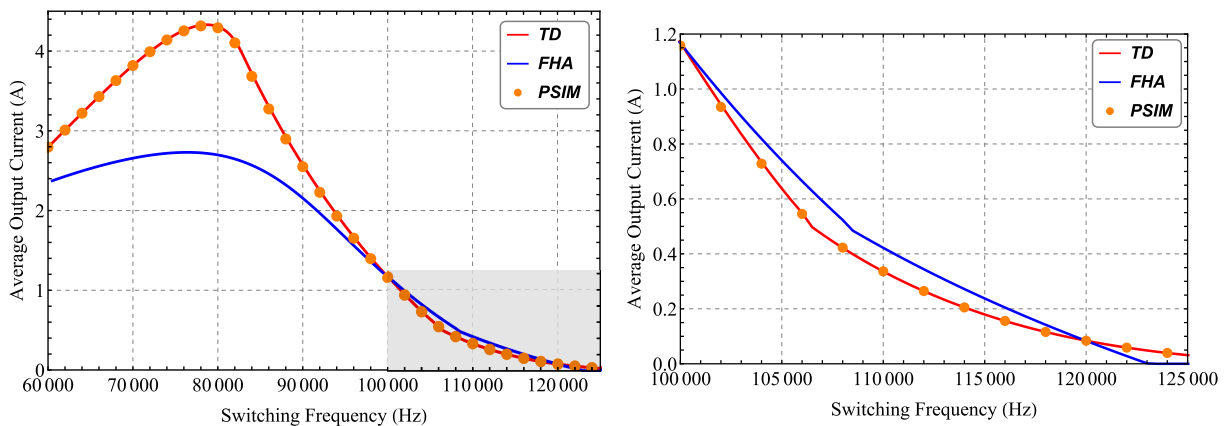 Average Output Current (A)
4
3
2
1
0
60 000
70 000
80 000
90 000
100 000
110 000
120 000
Switching Frequency (Hz)
TD
FHA
PSIM
Average Output Current (A)
1.2
1.0
0.8
0.6
0.4
0.2
0.0
100 000
105 000
110 000
115 000
120 000
125 000
Switching Frequency (Hz)
TD
FHA
PSIM